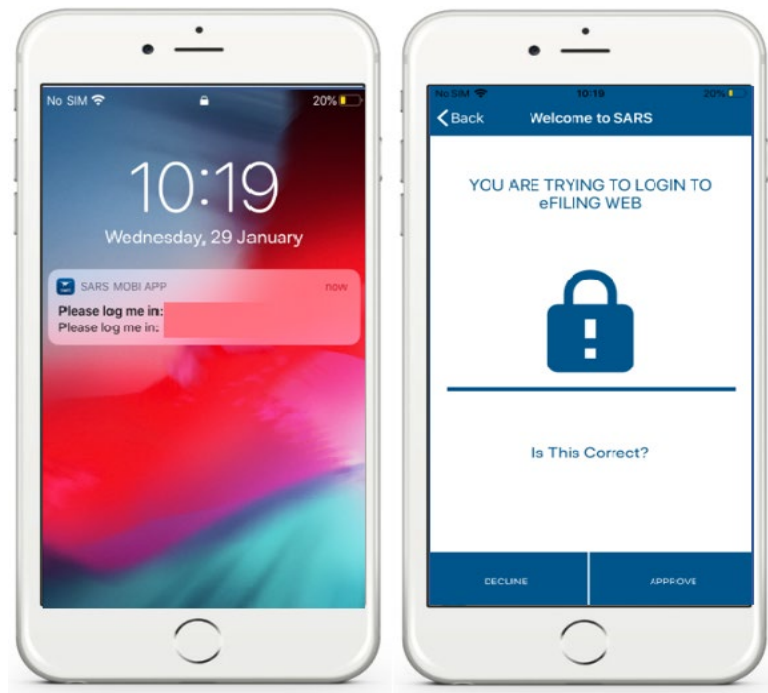 No SIM
20%
10:19
Wednesday, 29 January
SARS MOBI APP now
Please log me in:
Please log me in:
No SIM 10:19 20%
Back Welcome to SARS
YOU ARE TRYING TO LOGIN TO
eFILING WEB
Is This Correct?
DECLINE APPROVE